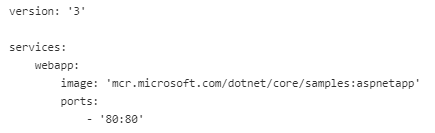 version: '3'

services:
    webapp:
        image: 'mcr.microsoft.com/dotnet/core/samples:aspnetapp'
        ports:
            - '80:80'